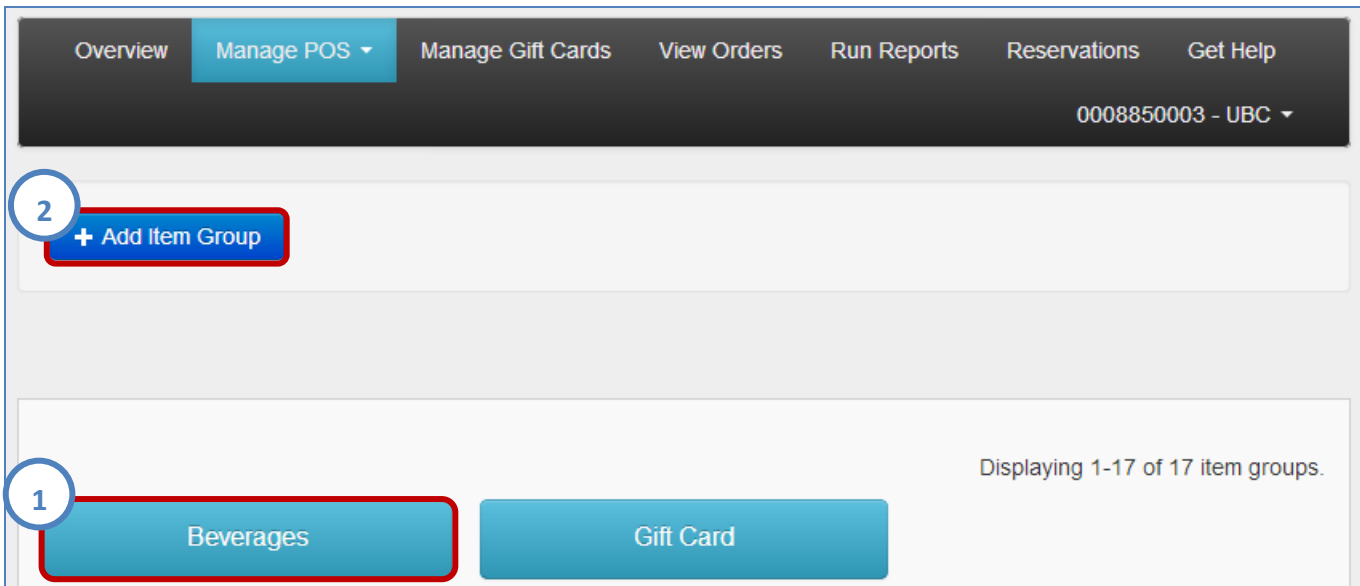 Overview Manage POS Manage Gift Cards View Orders Run Reports Reservations Get Help
0008850003 - UBC
2
+ Add Item Group
Displaying 1-17 of 17 item groups.
1
Beverages Gift Card